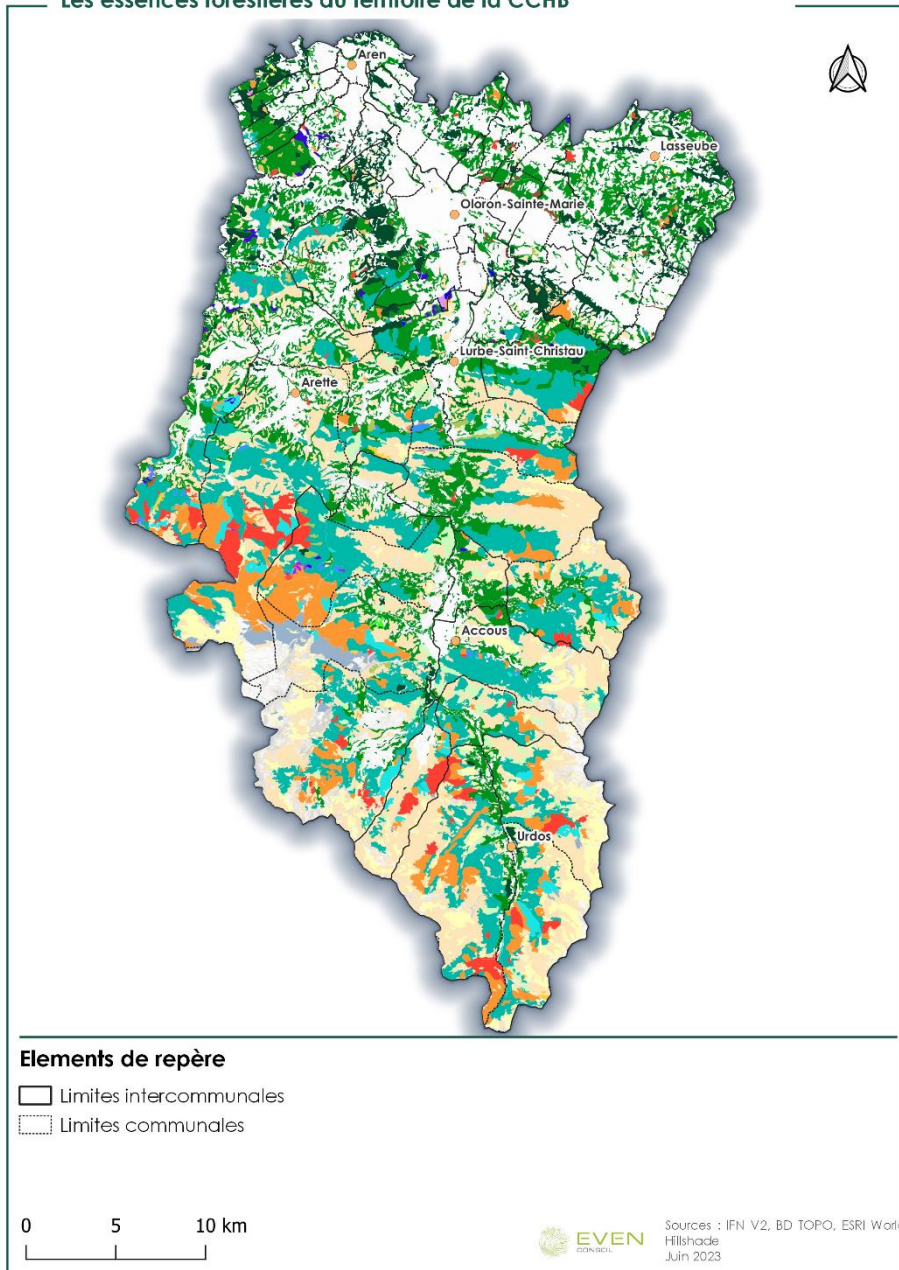 Les essences forestières du territoire de la CCHB
Aren
Lasseube
Oloron-Sainte-Marie
Lurbe-Saint-Christau
Arette
Accous
Urdos
Elements de repère
Limites intercommunales
Limites communales
0 5 10 km
EVEN
CONSEIL
Sources : IFN V2, BD TOPO, ESRI Worl
Hillshade
Juin 2023